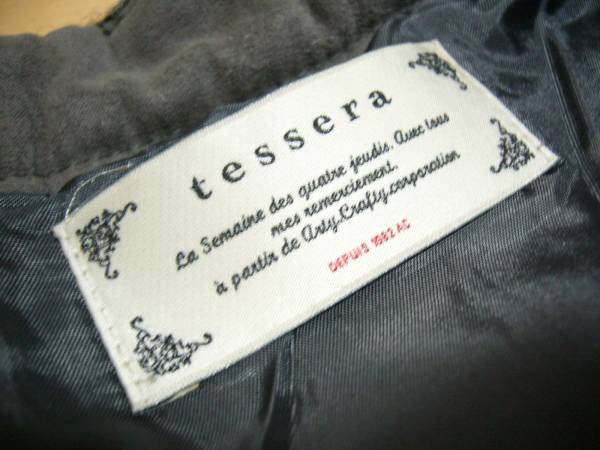 tessera
La Semaine des quatre jeudis. Avec tous
mes remerciement.
à partir de Arty.Crafty.corporation
DEPUIS 1982 AC